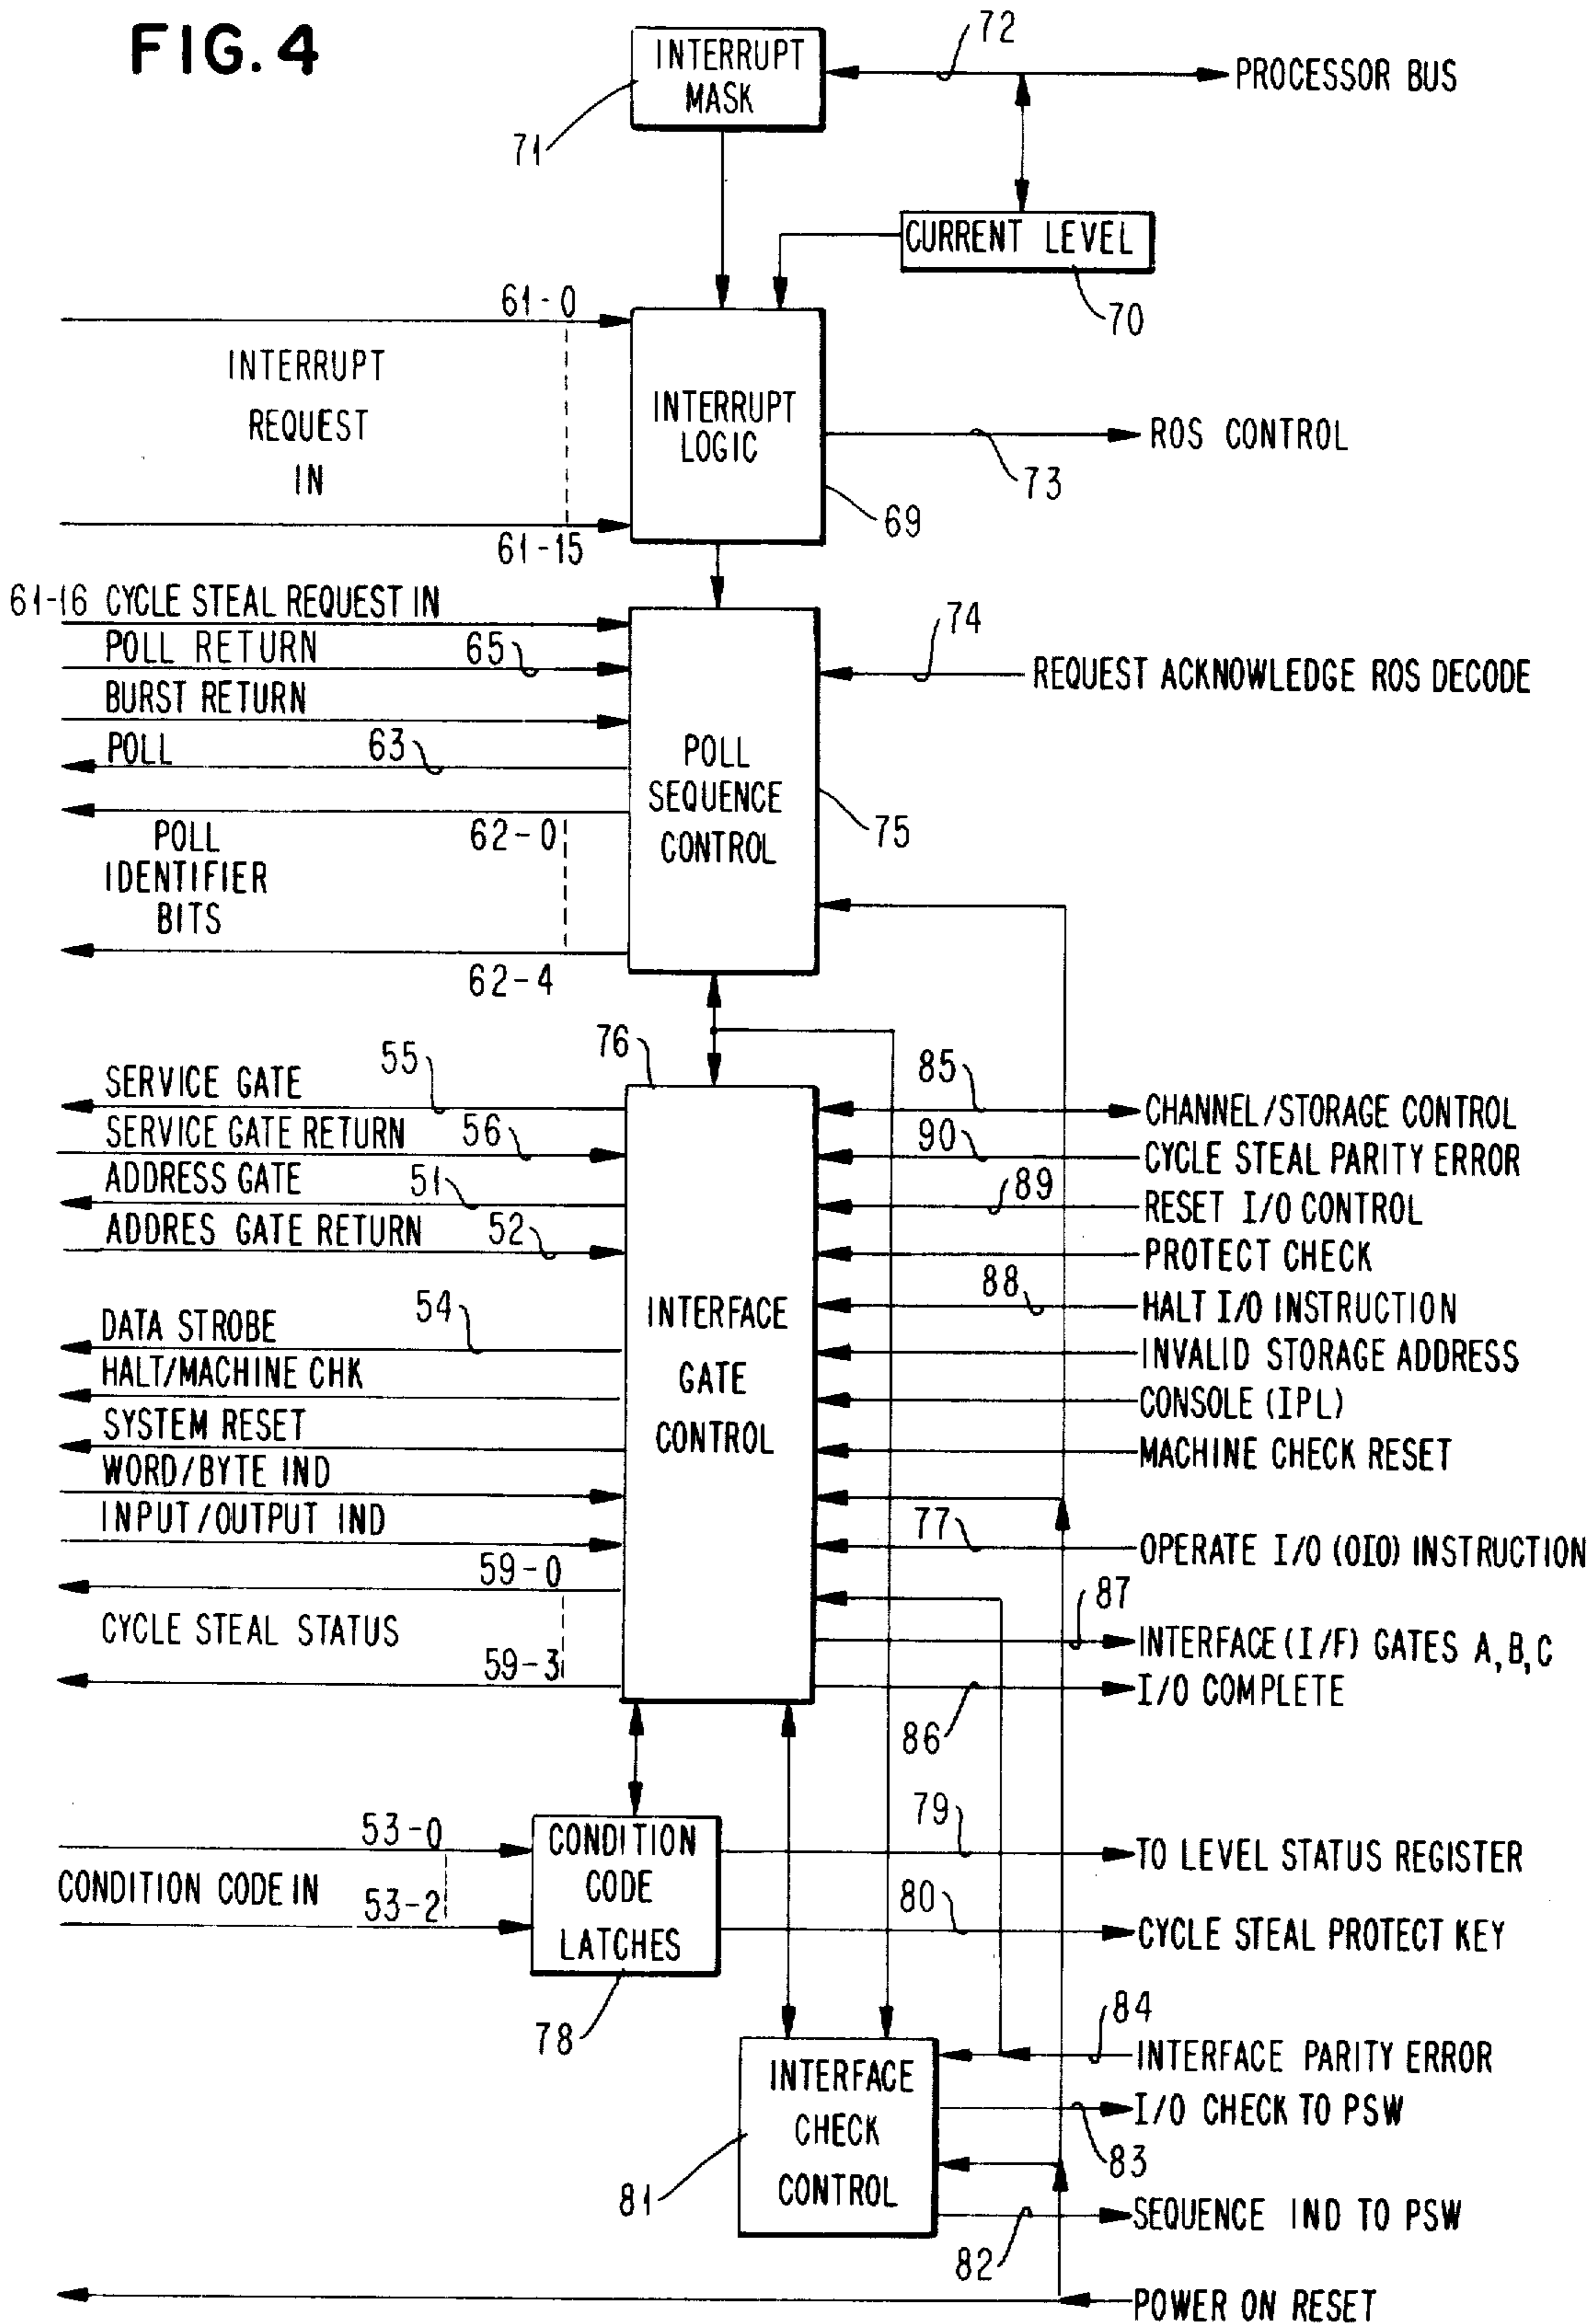 FIG. 4
INTERRUPT
MASK
71
72
PROCESSOR BUS
CURRENT LEVEL
70
61-0
INTERRUPT
REQUEST
IN
61-15
INTERRUPT
LOGIC
69
73
ROS CONTROL
61-16 CYCLE STEAL REQUEST IN
POLL RETURN 65
BURST RETURN
POLL 63
62-0
POLL
IDENTIFIER
BITS
62-4
POLL
SEQUENCE
CONTROL
75
74
REQUEST ACKNOWLEDGE ROS DECODE
76
SERVICE GATE 55
SERVICE GATE RETURN 56
ADDRESS GATE 51
ADDRES GATE RETURN 52
DATA STROBE 54
HALT/MACHINE CHK
SYSTEM RESET
WORD/BYTE IND
INPUT/OUTPUT IND
59-0
CYCLE STEAL STATUS
59-3
INTERFACE
GATE
CONTROL
85 CHANNEL/STORAGE CONTROL
90 CYCLE STEAL PARITY ERROR
89 RESET I/O CONTROL
PROTECT CHECK
88 HALT I/O INSTRUCTION
INVALID STORAGE ADDRESS
CONSOLE (IPL)
MACHINE CHECK RESET
77 OPERATE I/O (OIO) INSTRUCTION
87 INTERFACE (I/F) GATES A, B, C
I/O COMPLETE
86
53-0
CONDITION CODE IN
53-2
CONDITION
CODE
LATCHES
78
79 TO LEVEL STATUS REGISTER
80 CYCLE STEAL PROTECT KEY
INTERFACE
CHECK
CONTROL
81
84
INTERFACE PARITY ERROR
I/O CHECK TO PSW
83
SEQUENCE IND TO PSW
82
POWER ON RESET